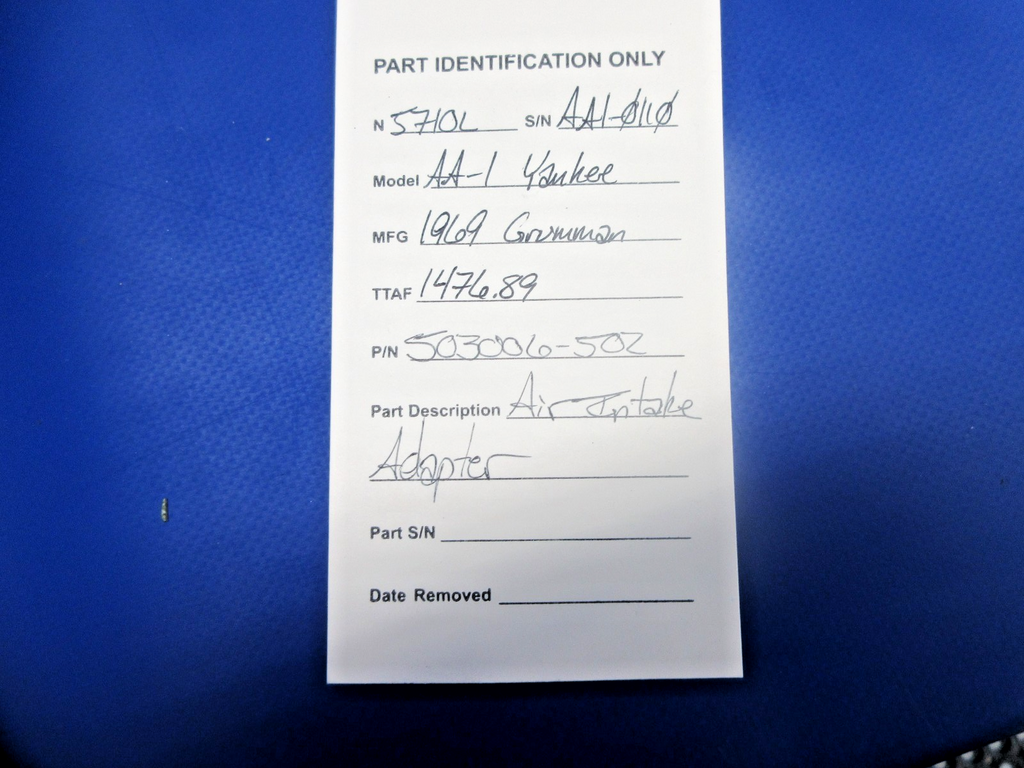 PART IDENTIFICATION ONLY
N 5710L S/N AA1-0110
Model AA-1 Yankee
MFG 1969 Grumman
TTAF 1476.89
P/N 503006-502
Part Description Air Intake
Adapter
Part S/N
Date Removed